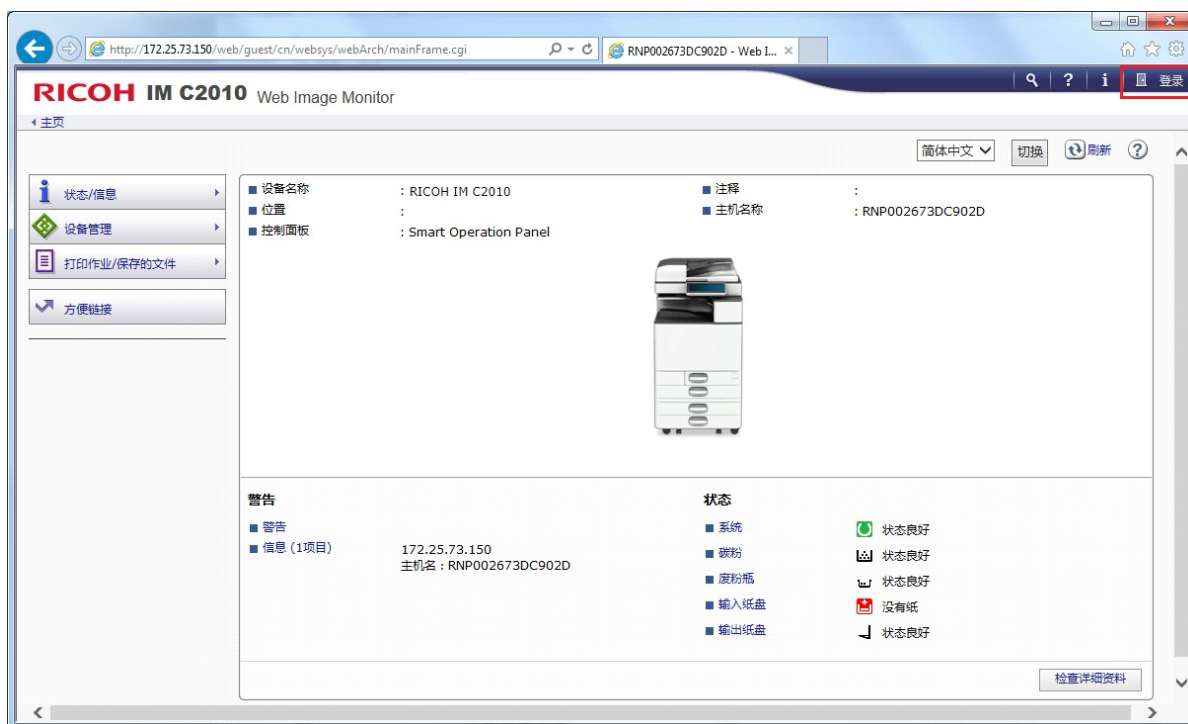 http://172.25.73.150/web/guest/cn/websys/webArch/mainFrame.cgi
RNP002673DC902D - Web I...
RICOH IM C2010 Web Image Monitor
? i 登录
主页
简体中文 切换 刷新 ?
状态/信息
设备管理
打印作业/保存的文件
方便链接
设备名称 : RICOH IM C2010 注释 :
位置 : 主机名称 : RNP002673DC902D
控制面板 : Smart Operation Panel
警告 状态
警告 系统 状态良好
信息 (1项目) 172.25.73.150 碳粉 状态良好
主机名 : RNP002673DC902D
废粉瓶 状态良好
输入纸盘 没有纸
输出纸盘 状态良好
检查详细资料